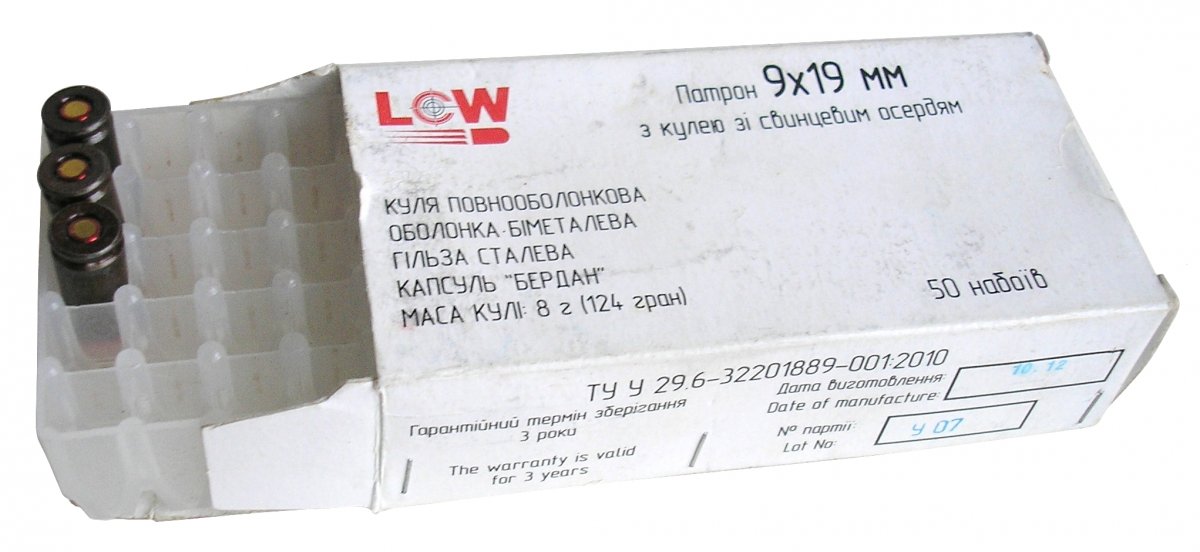 LCW
Патрон 9х19 мм
з кулею зі свинцевим осердям
КУЛЯ ПОВНООБОЛОНКОВА
ОБОЛОНКА БІМЕТАЛЕВА
ГІЛЬЗА СТАЛЕВА
КАПСУЛЬ "БЕРДАН"
МАСА КУЛІ: 8 г (124 гран)
50 набоїв
ТУ У 29.6-32201889-001:2010
Гарантійний термін зберігання
3 роки
The warranty is valid
for 3 years
Дата виготовлення:
Date of manufacture:
10. 12
№ партії:
Lot No:
У 07